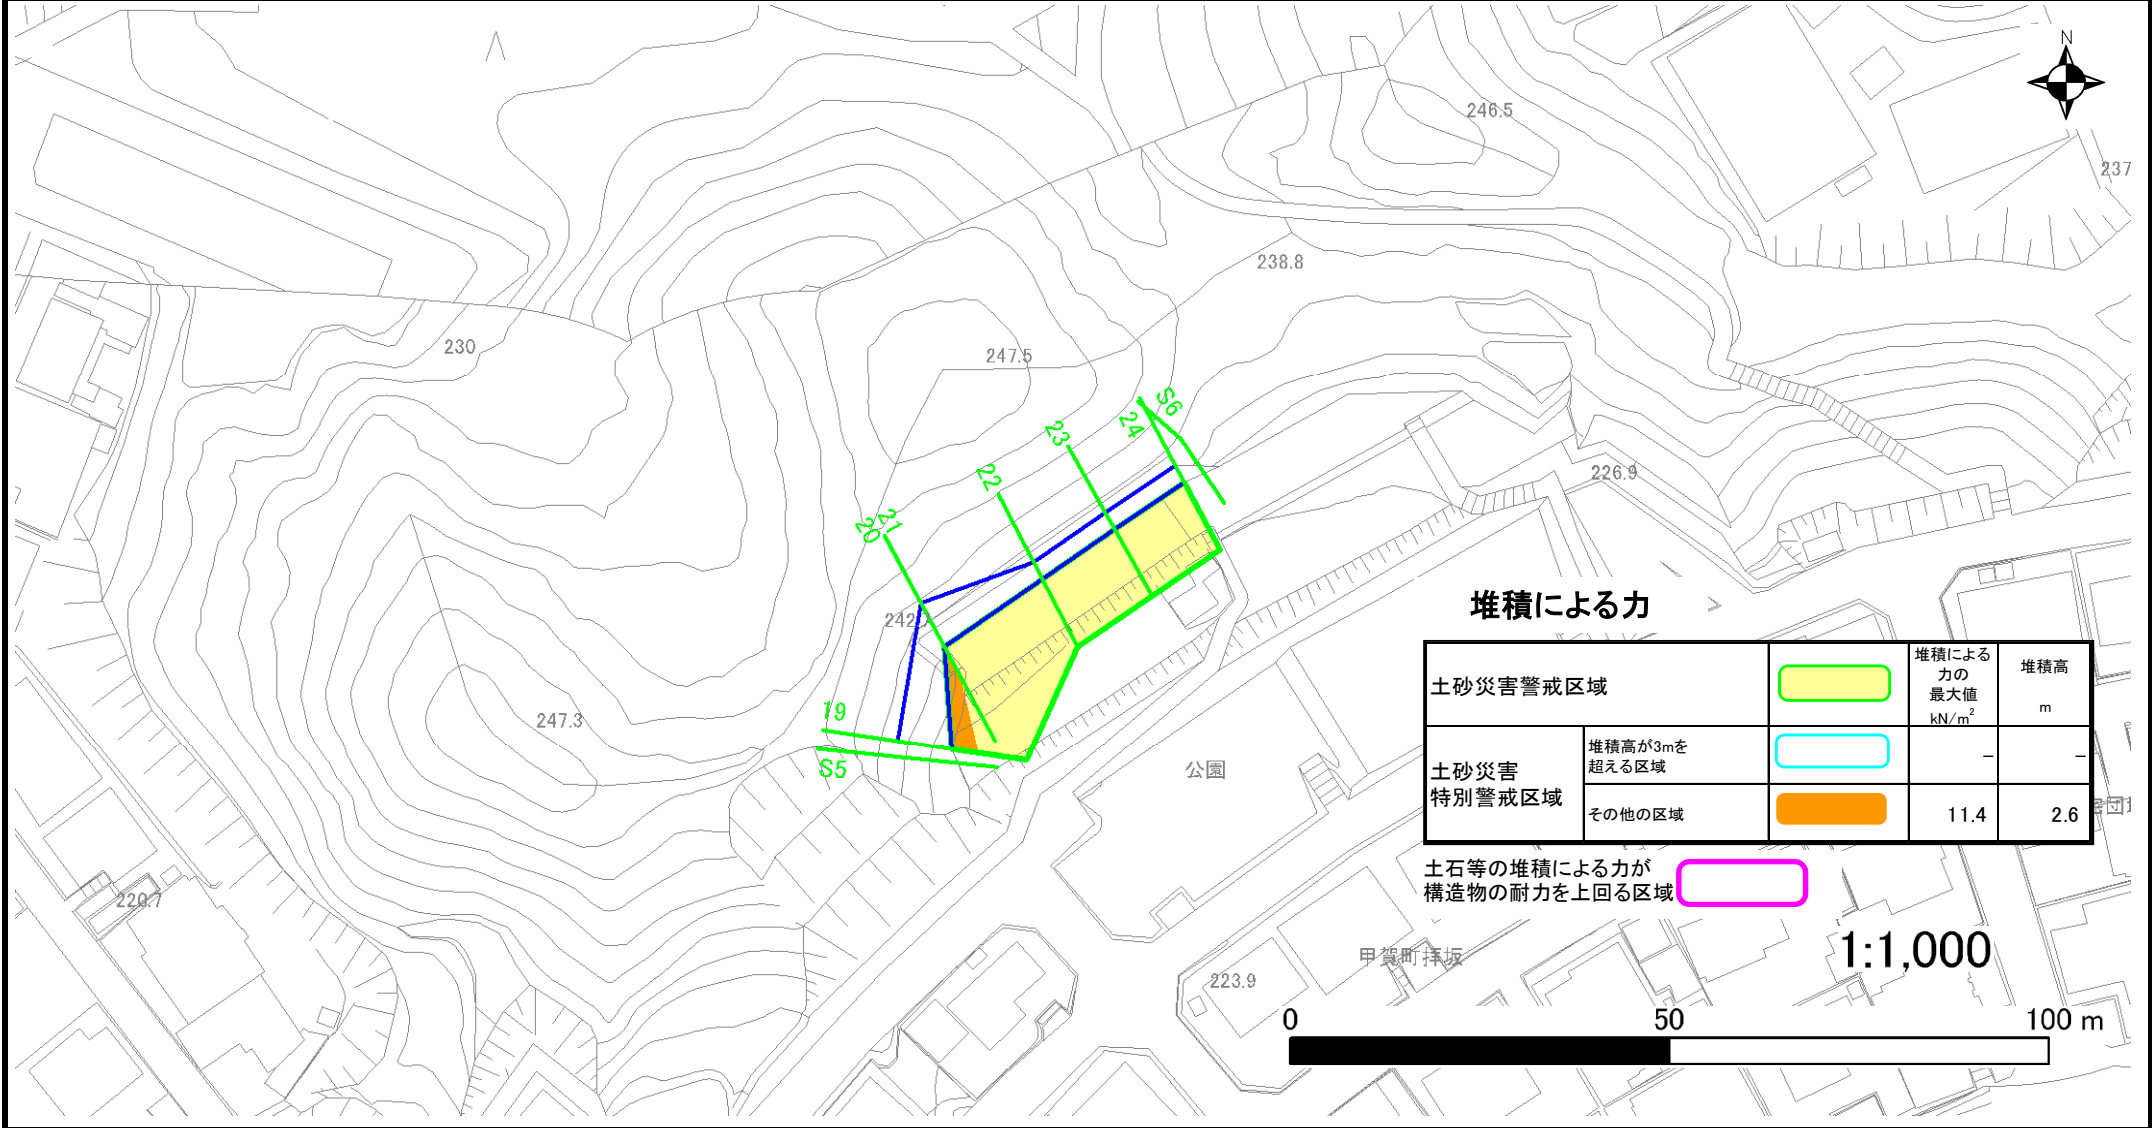 N
246.5
237
238.8
230
247.5
S6
24
23
22
21
20
226.9
242.7
19
S5
247.3
公園
220.7
223.9
甲賀町拝坂
堆積による力
土砂災害警戒区域
堆積による
力の
最大値
kN/m²
堆積高
m
土砂災害
特別警戒区域
堆積高が3mを
超える区域
－
－
その他の区域
11.4
2.6
土石等の堆積による力が
構造物の耐力を上回る区域
1:1,000
0
50
100 m